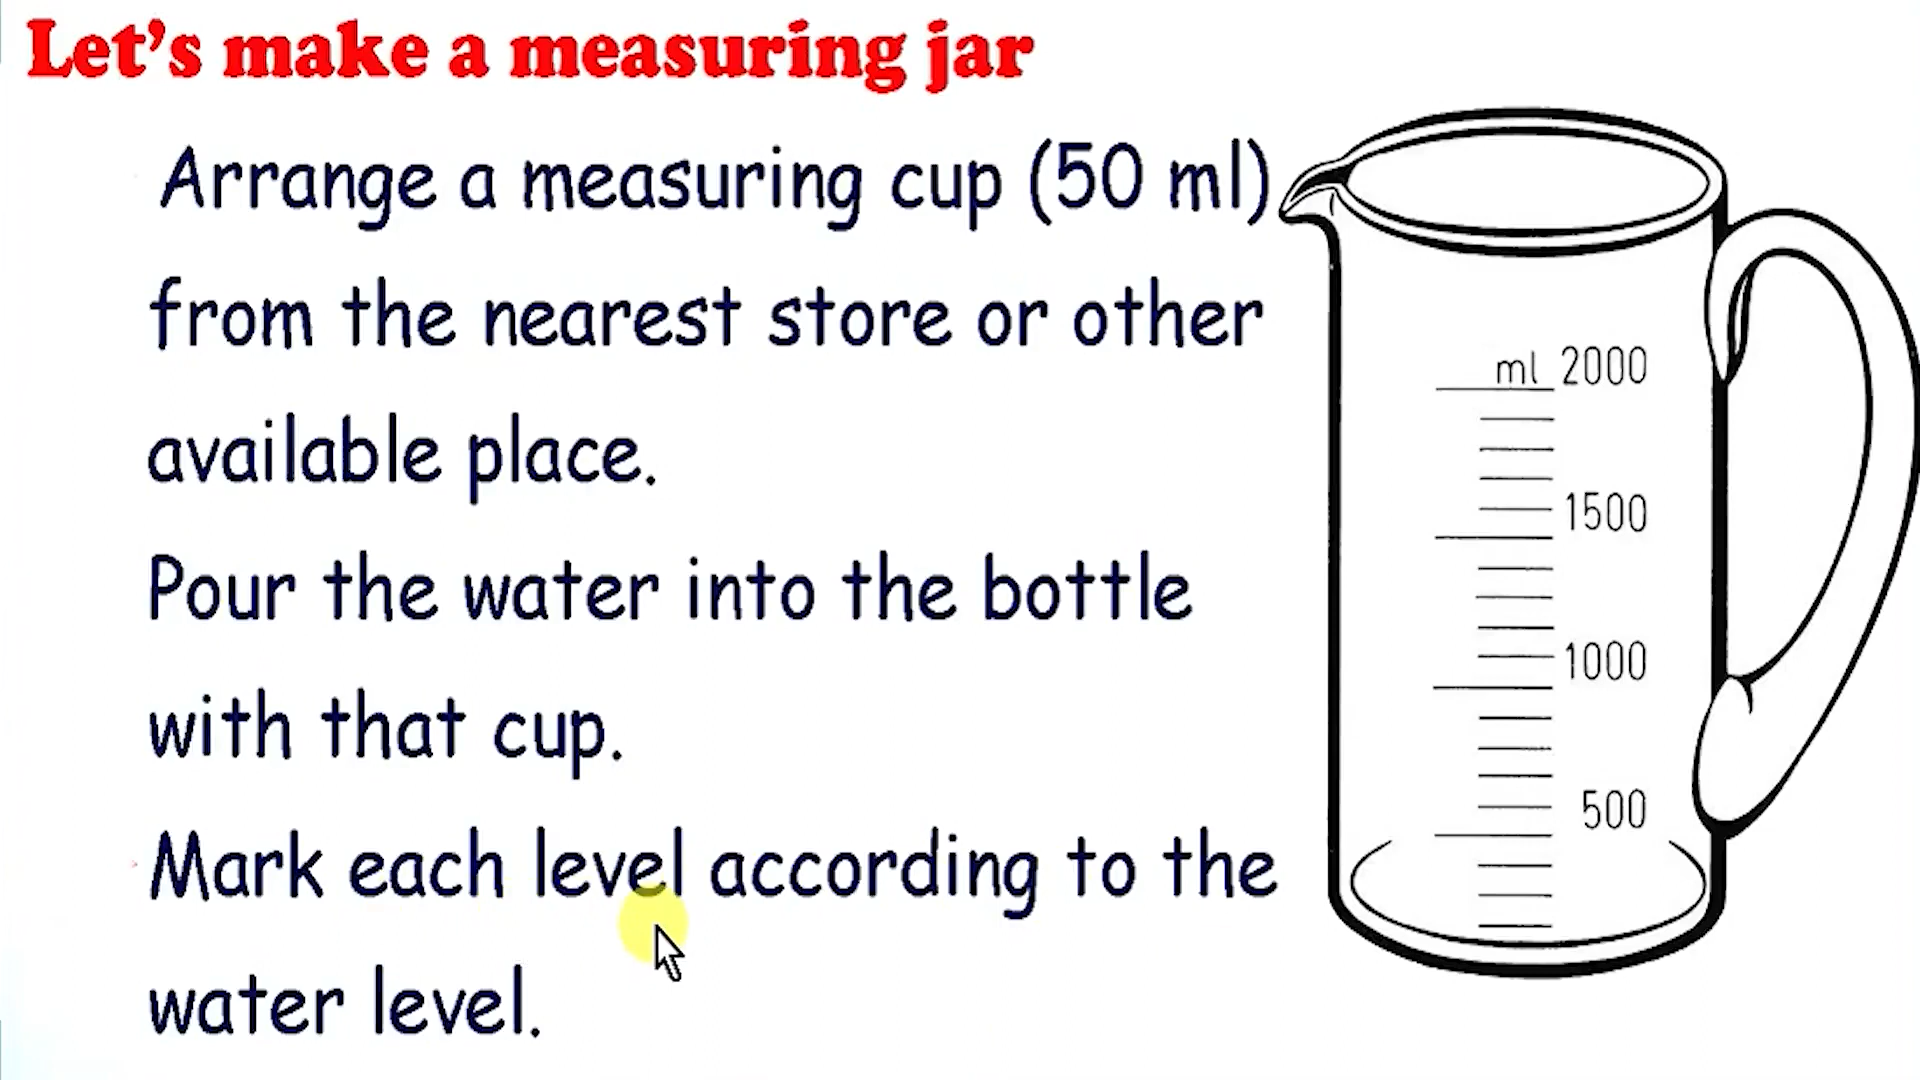 Let's make a measuring jar
Arrange a measuring cup (50 ml)
from the nearest store or other
available place.
Pour the water into the bottle
with that cup.
Mark each level according to the
water level.
ml 2000
1500
1000
500